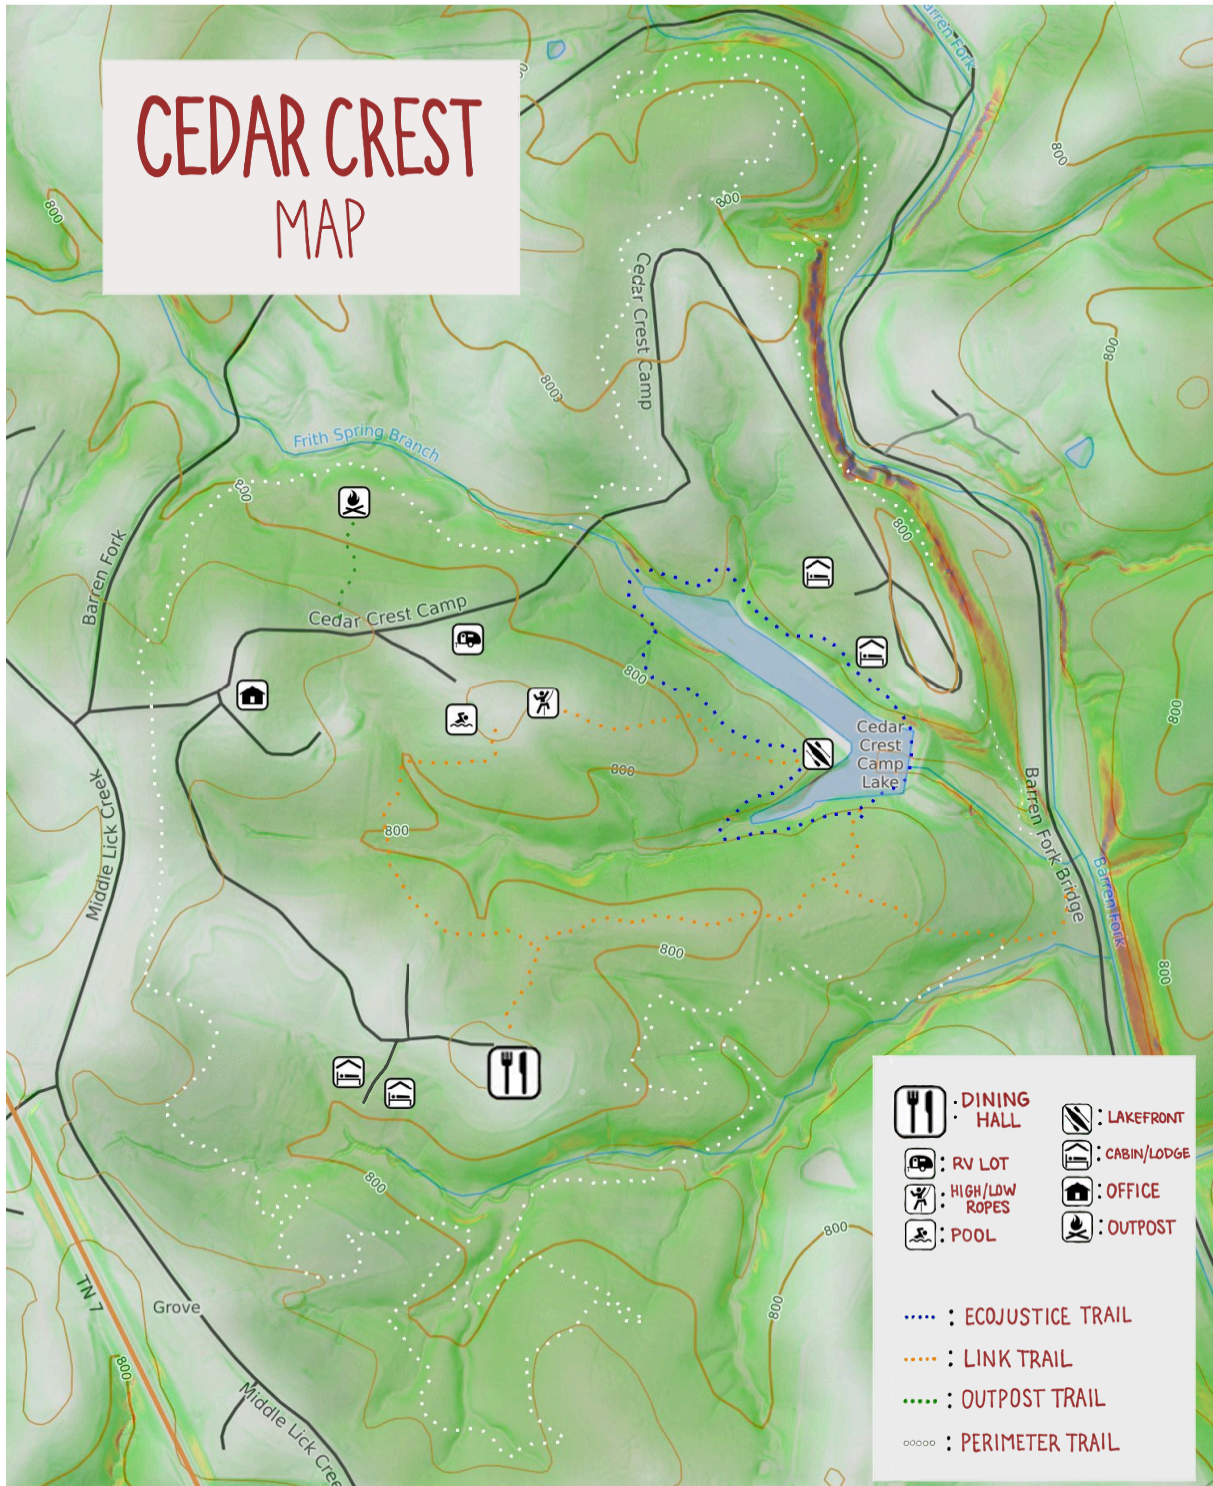 CEDAR CREST
MAP
Barren Fork
800
800
800
800
Cedar Crest Camp
800
8003
Frith Spring Branch
800
800
Barren Fork
Cedar Crest Camp
800
800
Cedar
Crest
Camp
Lake
800
800
Middle Lick Creek
Barren Fork Bridge
Barren Fork
800
800
800
800
800
TN 7
Grove
800
Middle Lick Cree
: DINING
HALL
: RV LOT
: HIGH/LOW
ROPES
: POOL
: LAKEFRONT
: CABIN/LODGE
: OFFICE
: OUTPOST
: ECOJUSTICE TRAIL
: LINK TRAIL
: OUTPOST TRAIL
: PERIMETER TRAIL